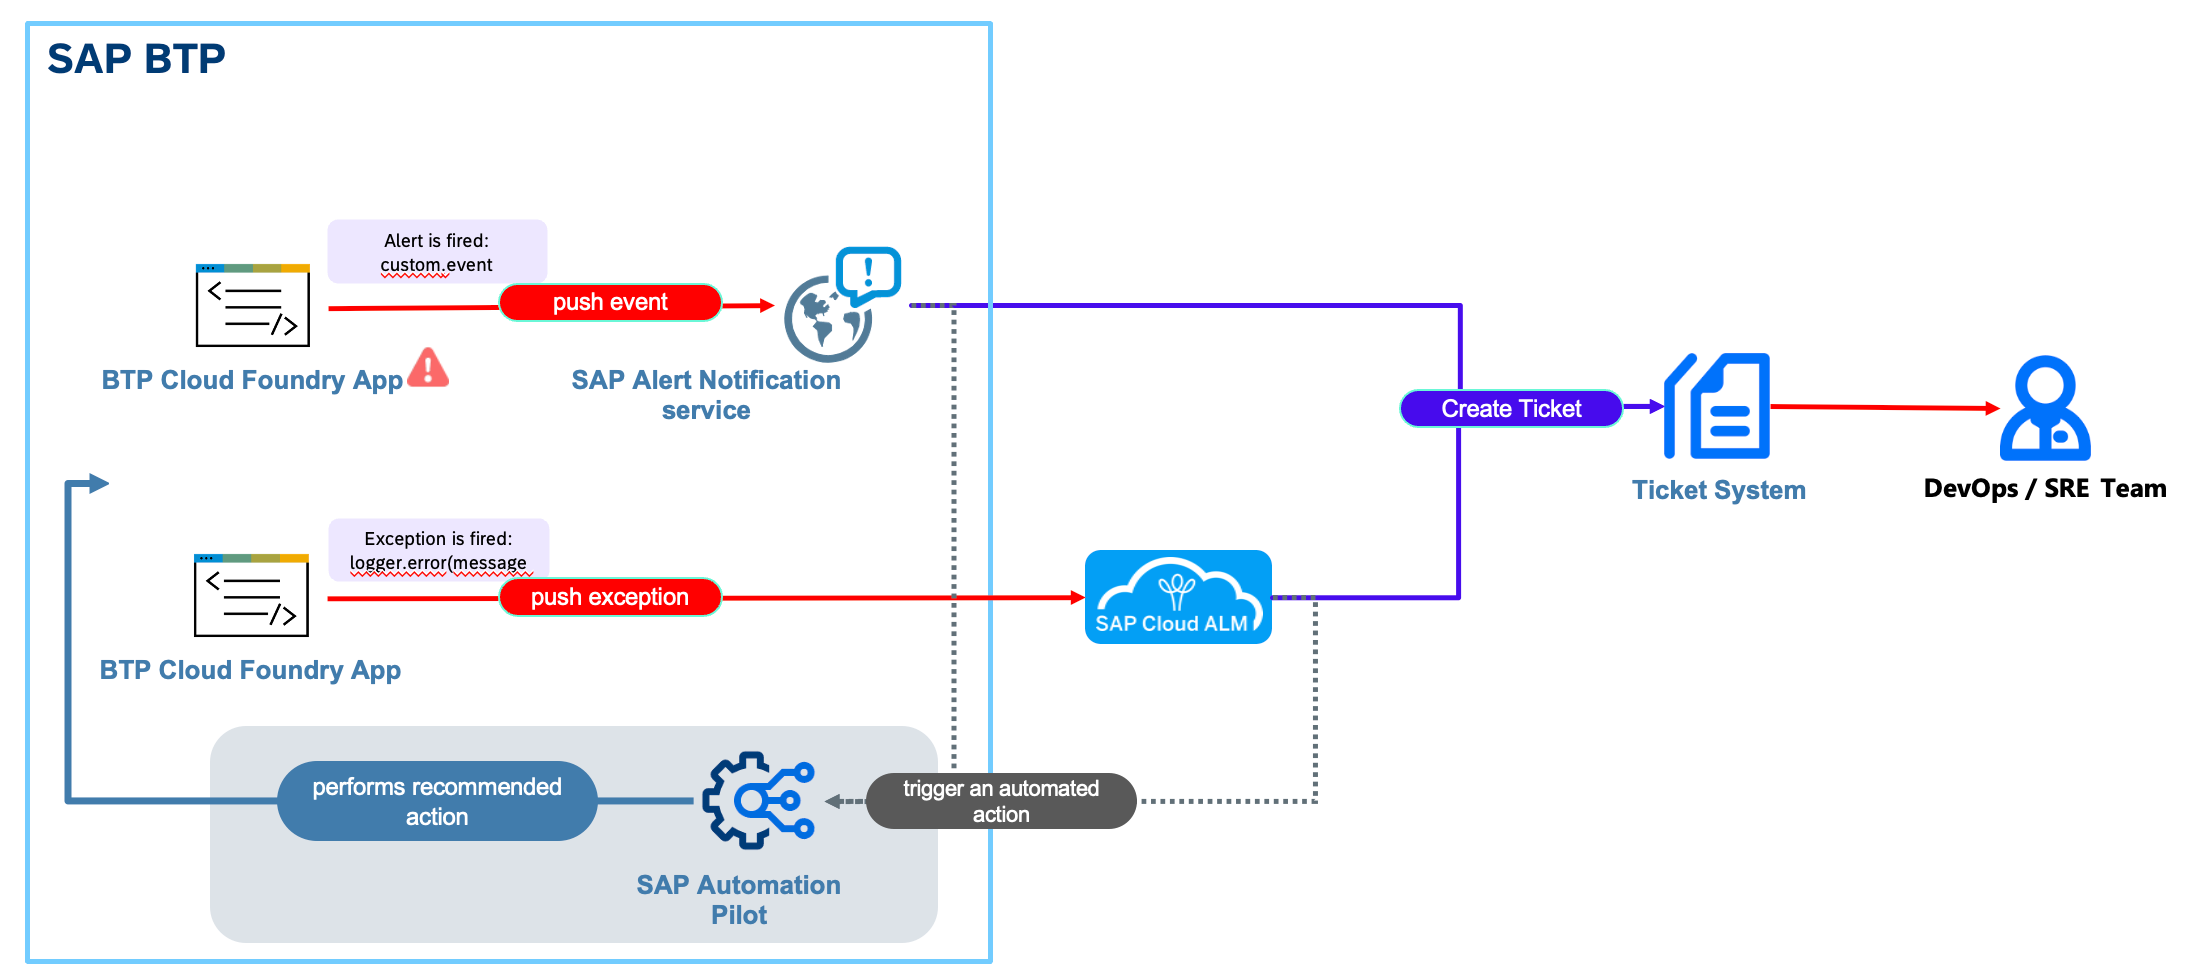 SAP BTP
Alert is fired:
custom.event
push event
BTP Cloud Foundry App
SAP Alert Notification
service
Create Ticket
Ticket System
DevOps / SRE Team
Exception is fired:
logger.error(message
push exception
SAP Cloud ALM
BTP Cloud Foundry App
performs recommended
action
trigger an automated
action
SAP Automation
Pilot